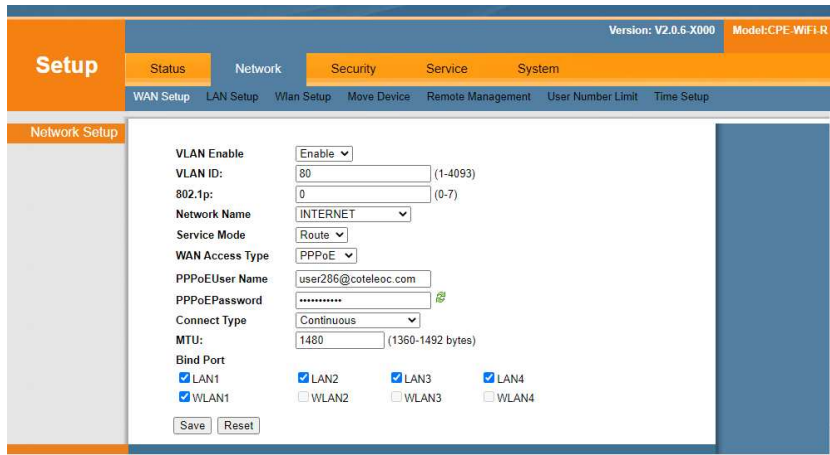 Version: V2.0.6-X000 Model:CPE-WiFi-R
Setup
Status Network Security Service System
WAN Setup LAN Setup Wlan Setup Move Device Remote Management User Number Limit Time Setup
Network Setup
VLAN Enable Enable
VLAN ID: 80 (1-4093)
802.1p: 0 (0-7)
Network Name INTERNET
Service Mode Route
WAN Access Type PPPoE
PPPoEUser Name user286@coteleoc.com
PPPoEPassword •••••••••••
Connect Type Continuous
MTU: 1480 (1360-1492 bytes)
Bind Port
LAN1 LAN2 LAN3 LAN4
WLAN1 WLAN2 WLAN3 WLAN4
Save Reset